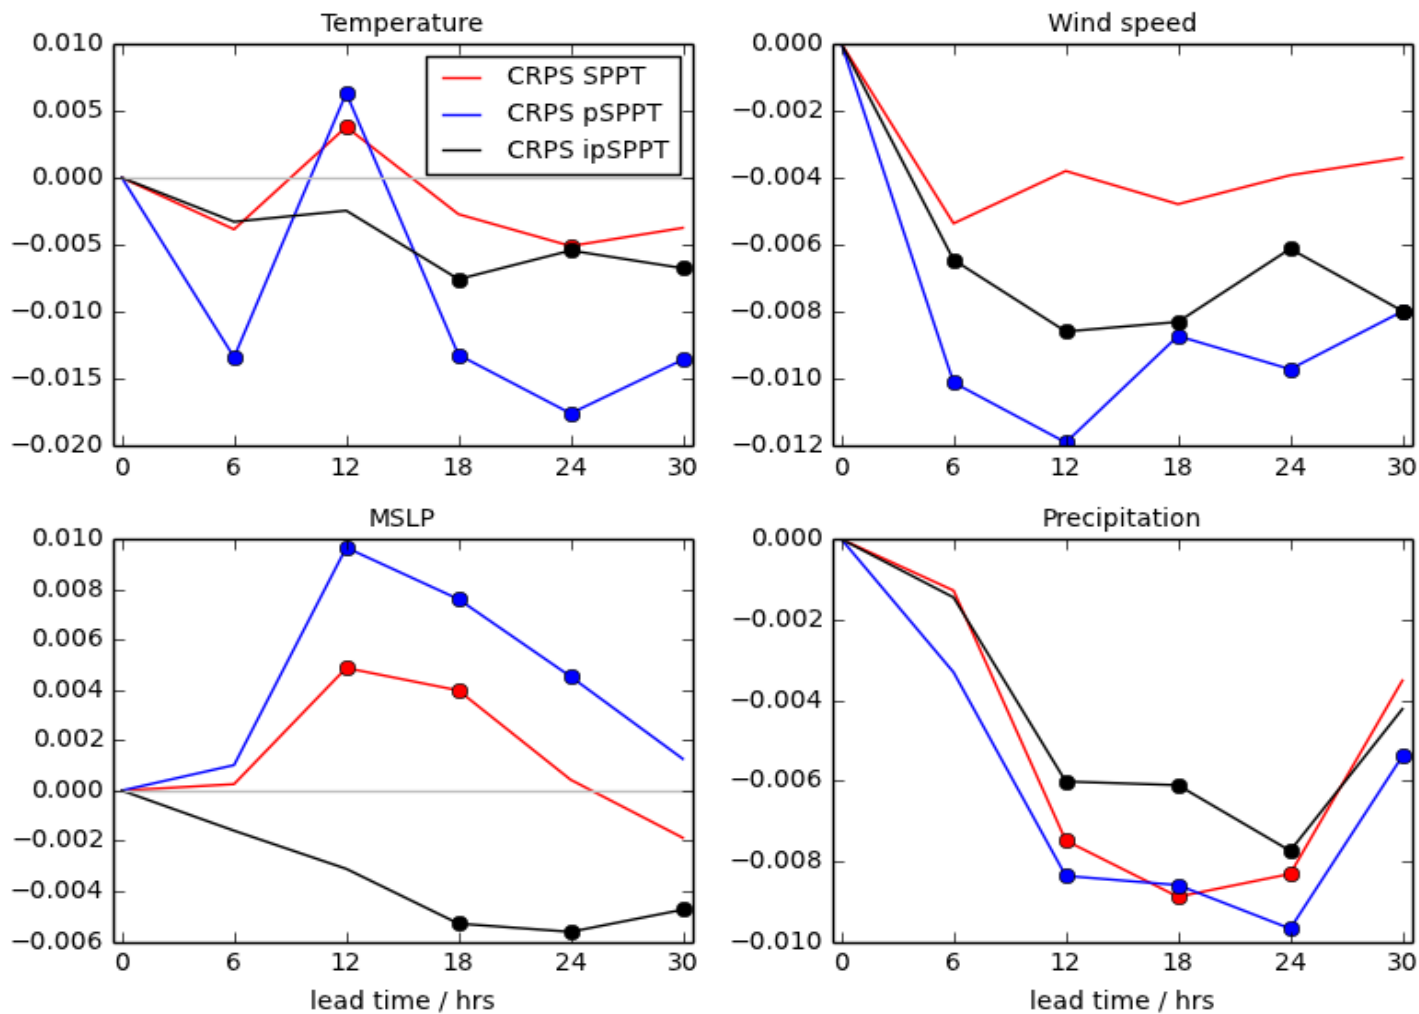 Temperature
0.010
0.005
0.000
−0.005
−0.010
−0.015
−0.020
0 6 12 18 24 30
CRPS SPPT
CRPS pSPPT
CRPS ipSPPT
Wind speed
0.000
−0.002
−0.004
−0.006
−0.008
−0.010
−0.012
0 6 12 18 24 30
MSLP
0.010
0.008
0.006
0.004
0.002
0.000
−0.002
−0.004
−0.006
0 6 12 18 24 30
lead time / hrs
Precipitation
0.000
−0.002
−0.004
−0.006
−0.008
−0.010
0 6 12 18 24 30
lead time / hrs